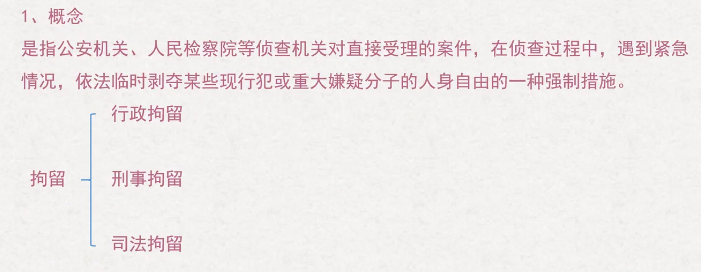 1、概念
是指公安机关、人民检察院等侦查机关对直接受理的案件，在侦查过程中，遇到紧急
情况，依法临时剥夺某些现行犯或重大嫌疑分子的人身自由的一种强制措施。
行政拘留
拘留
刑事拘留
司法拘留